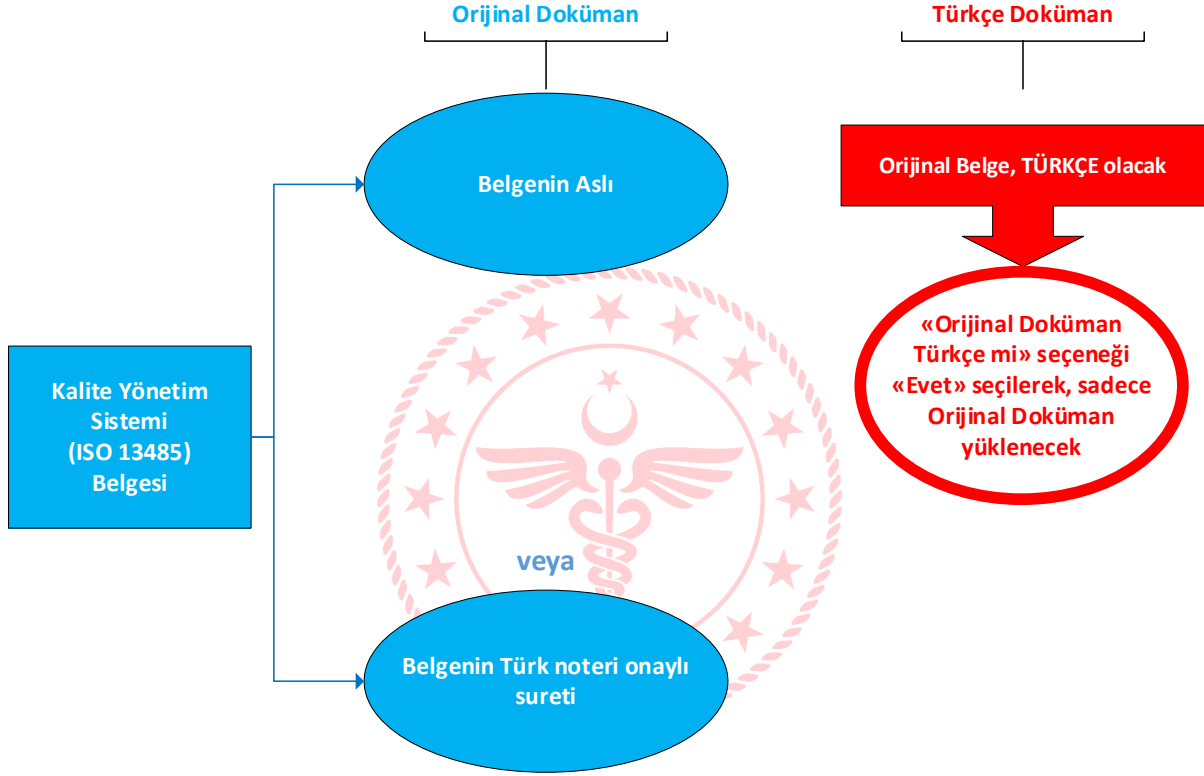 Orijinal Doküman
Türkçe Doküman
Belgenin Aslı
Orijinal Belge, TÜRKÇE olacak
«Orijinal Doküman
Türkçe mi» seçeneği
«Evet» seçilerek, sadece
Orijinal Doküman
yüklenecek
Kalite Yönetim
Sistemi
(ISO 13485)
Belgesi
veya
Belgenin Türk noteri onaylı
sureti